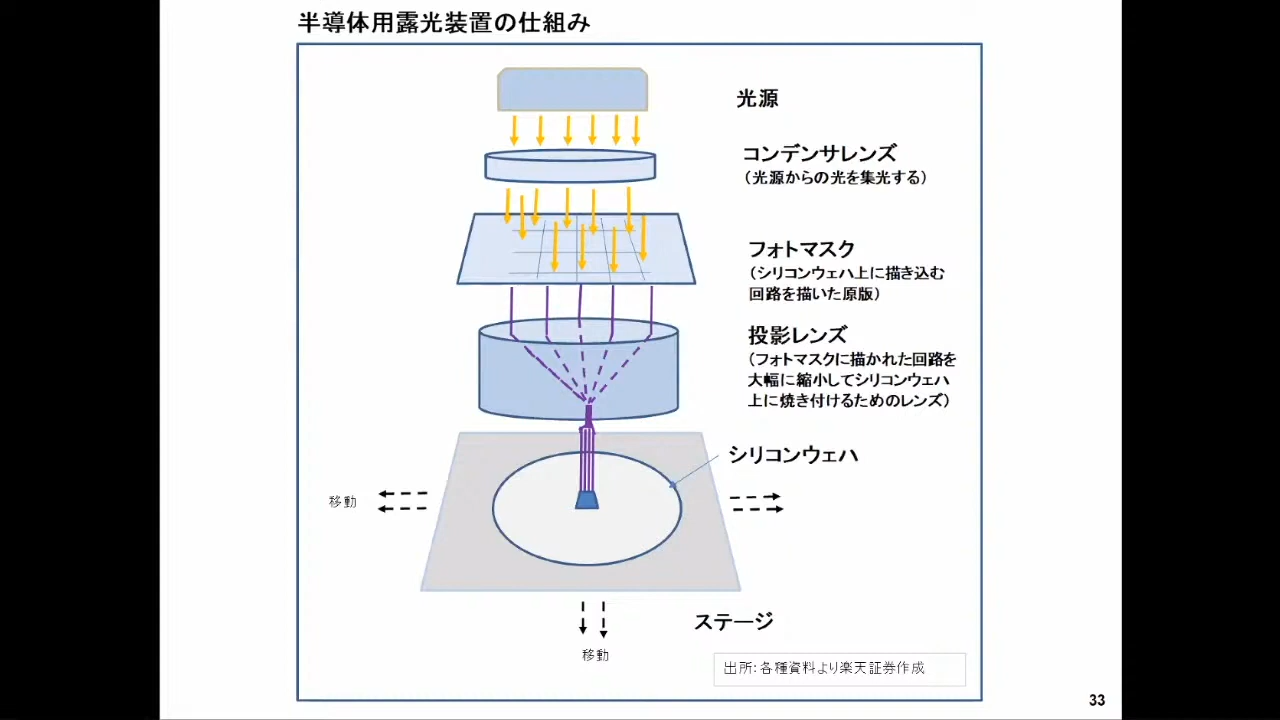 半導体用露光装置の仕組み
光源
コンデンサレンズ
（光源からの光を集光する）
フォトマスク
（シリコンウェハ上に描き込む
回路を描いた原版）
投影レンズ
（フォトマスクに描かれた回路を
大幅に縮小してシリコンウェハ
上に焼き付けるためのレンズ）
シリコンウェハ
移動
ステージ
移動
出所：各種資料より楽天証券作成
33